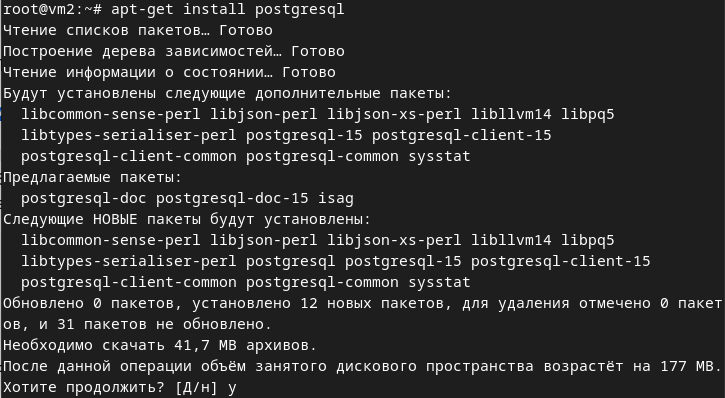 root@vm2:~# apt-get install postgresql
Чтение списков пакетов… Готово
Построение дерева зависимостей… Готово
Чтение информации о состоянии… Готово
Будут установлены следующие дополнительные пакеты:
  libcommon-sense-perl libjson-perl libjson-xs-perl libllvm14 libpq5
  libtypes-serialiser-perl postgresql-15 postgresql-client-15
  postgresql-client-common postgresql-common sysstat
Предлагаемые пакеты:
  postgresql-doc postgresql-doc-15 isag
Следующие НОВЫЕ пакеты будут установлены:
  libcommon-sense-perl libjson-perl libjson-xs-perl libllvm14 libpq5
  libtypes-serialiser-perl postgresql postgresql-15 postgresql-client-15
  postgresql-client-common postgresql-common sysstat
Обновлено 0 пакетов, установлено 12 новых пакетов, для удаления отмечено 0 пакет
ов, и 31 пакетов не обновлено.
Необходимо скачать 41,7 MB архивов.
После данной операции объём занятого дискового пространства возрастёт на 177 MB.
Хотите продолжить? [Д/н] y